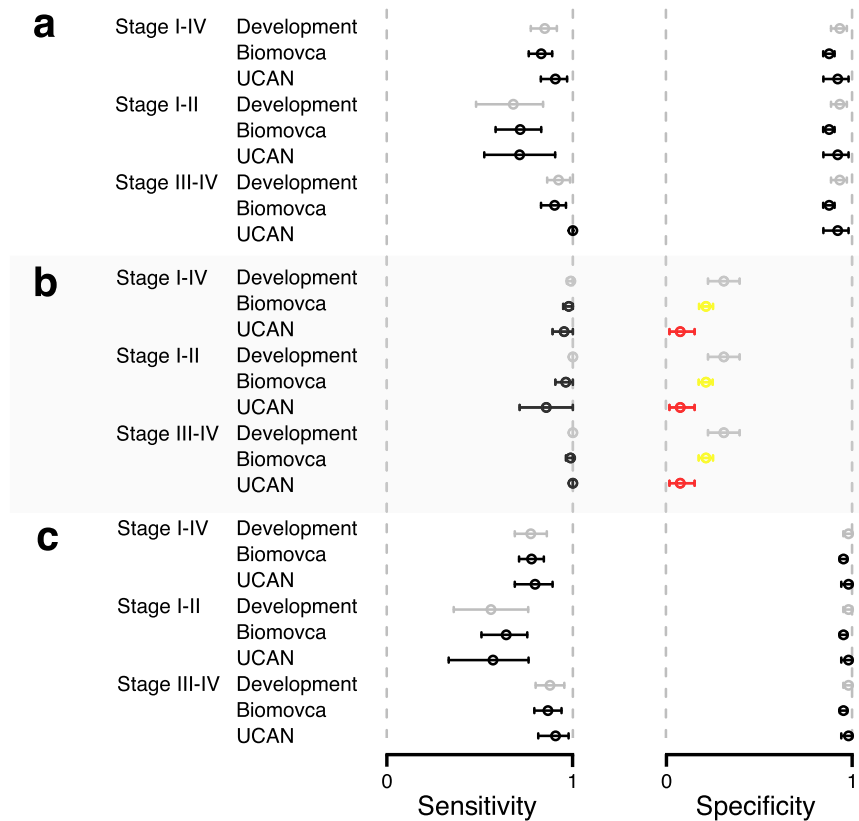 a
Stage I-IV Development
Biomovca
UCAN
Stage I-II Development
Biomovca
UCAN
Stage III-IV Development
Biomovca
UCAN
b
Stage I-IV Development
Biomovca
UCAN
Stage I-II Development
Biomovca
UCAN
Stage III-IV Development
Biomovca
UCAN
c
Stage I-IV Development
Biomovca
UCAN
Stage I-II Development
Biomovca
UCAN
Stage III-IV Development
Biomovca
UCAN
0 1 0 1
Sensitivity Specificity